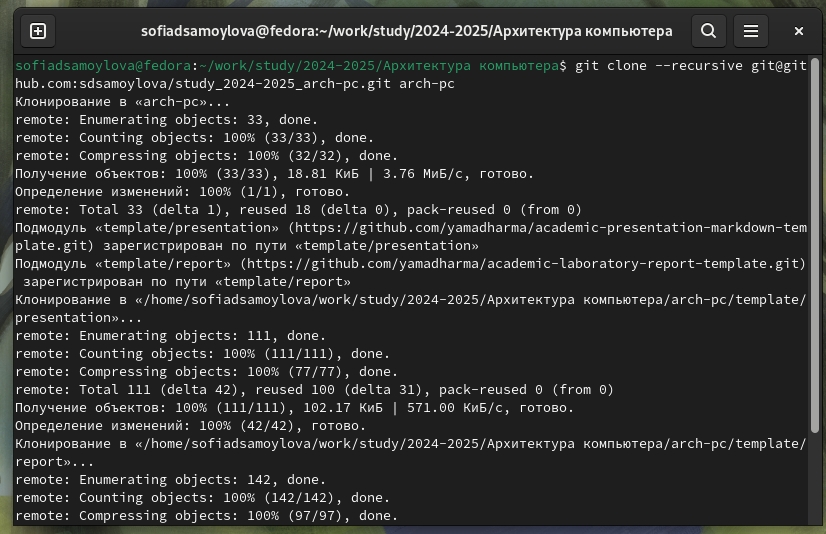 sofiadsamoylova@fedora:~/work/study/2024-2025/Архитектура компьютера
sofiadsamoylova@fedora:~/work/study/2024-2025/Архитектура компьютера$ git clone --recursive git@git
hub.com:sdsamoylova/study_2024-2025_arch-pc.git arch-pc
Клонирование в «arch-pc»...
remote: Enumerating objects: 33, done.
remote: Counting objects: 100% (33/33), done.
remote: Compressing objects: 100% (32/32), done.
Получение объектов: 100% (33/33), 18.81 КиБ | 3.76 МиБ/с, готово.
Определение изменений: 100% (1/1), готово.
remote: Total 33 (delta 1), reused 18 (delta 0), pack-reused 0 (from 0)
Подмодуль «template/presentation» (https://github.com/yamadharma/academic-presentation-markdown-tem
plate.git) зарегистрирован по пути «template/presentation»
Подмодуль «template/report» (https://github.com/yamadharma/academic-laboratory-report-template.git)
 зарегистрирован по пути «template/report»
Клонирование в «/home/sofiadsamoylova/work/study/2024-2025/Архитектура компьютера/arch-pc/template/
presentation»...
remote: Enumerating objects: 111, done.
remote: Counting objects: 100% (111/111), done.
remote: Compressing objects: 100% (77/77), done.
remote: Total 111 (delta 42), reused 100 (delta 31), pack-reused 0 (from 0)
Получение объектов: 100% (111/111), 102.17 КиБ | 571.00 КиБ/с, готово.
Определение изменений: 100% (42/42), готово.
Клонирование в «/home/sofiadsamoylova/work/study/2024-2025/Архитектура компьютера/arch-pc/template/
report»...
remote: Enumerating objects: 142, done.
remote: Counting objects: 100% (142/142), done.
remote: Compressing objects: 100% (97/97), done.